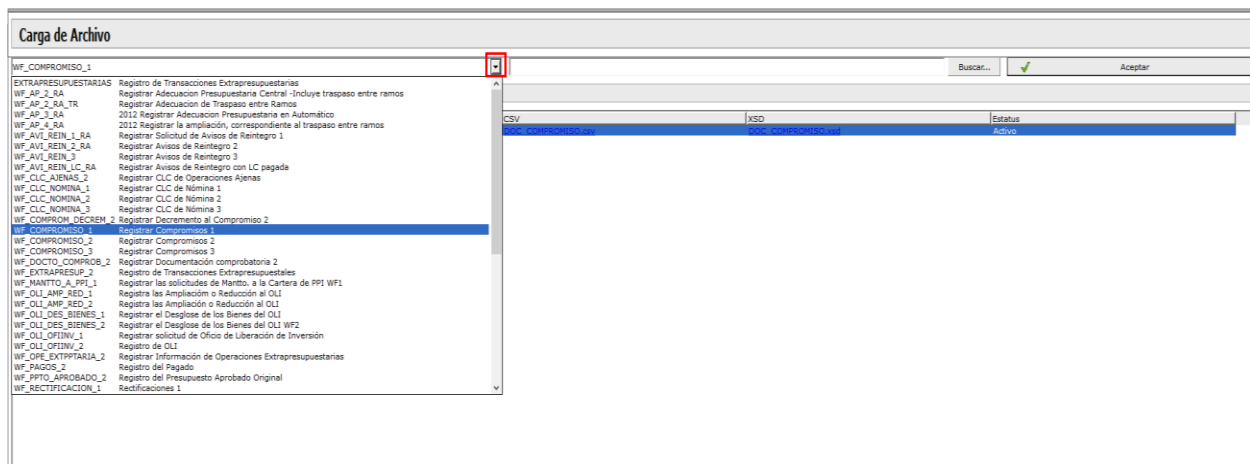 Carga de Archivo
WF_COMPROMISO_1 Buscar... Aceptar
EXTRAPRESUPUESTARIAS Registro de Transacciones Extrapresupuestarias
WF_AP_2_RA Registrar Adecuacion Presupuestaria Central -Incluye traspaso entre ramos
WF_AP_2_RA_TR Registrar Adecuacion de Traspaso entre Ramos
WF_AP_3_RA 2012 Registrar Adecuacion Presupuestaria en Automático
WF_AP_4_RA 2012 Registrar la ampliación, correspondiente al traspaso entre ramos
WF_AVI_REIN_1_RA Registrar Solicitud de Avisos de Reintegro 1
WF_AVI_REIN_2_RA Registrar Avisos de Reintegro 2
WF_AVI_REIN_3 Registrar Avisos de Reintegro 3
WF_AVI_REIN_LC_RA Registrar Avisos de Reintegro con LC pagada
WF_CLC_AJENAS_2 Registrar CLC de Operaciones Ajenas
WF_CLC_NOMINA_1 Registrar CLC de Nómina 1
WF_CLC_NOMINA_2 Registrar CLC de Nómina 2
WF_CLC_NOMINA_3 Registrar CLC de Nómina 3
WF_COMPROM_DECREM_2 Registrar Decremento al Compromiso 2
WF_COMPROMISO_1 Registrar Compromisos 1
WF_COMPROMISO_2 Registrar Compromisos 2
WF_COMPROMISO_3 Registrar Compromisos 3
WF_DOCTO_COMPROB_2 Registrar Documentación comprobatoria 2
WF_EXTRAPRESUP_2 Registro de Transacciones Extrapresupuestales
WF_MANTTO_A_PPI_1 Registrar las solicitudes de Mantto. a la Cartera de PPI WF1
WF_OLI_AMP_RED_1 Registra las Ampliacióm o Reducción al OLI
WF_OLI_AMP_RED_2 Registra las Ampliación o Reducción al OLI
WF_OLI_DES_BIENES_1 Registrar el Desglose de los Bienes del OLI
WF_OLI_DES_BIENES_2 Registrar el Desglose de los Bienes del OLI WF2
WF_OLI_OFIINV_1 Registrar solicitud de Oficio de Liberación de Inversión
WF_OLI_OFIINV_2 Registro de OLI
WF_OPE_EXTPPTARIA_2 Registrar Información de Operaciones Extrapresupuestarias
WF_PAGOS_2 Registro del Pagado
WF_PPTO_APROBADO_2 Registro del Presupuesto Aprobado Original
WF_RECTIFICACION_1 Rectificaciones 1
CSV XSD Estatus
DOC_COMPROMISO.csv DOC_COMPROMISO.xsd Activo